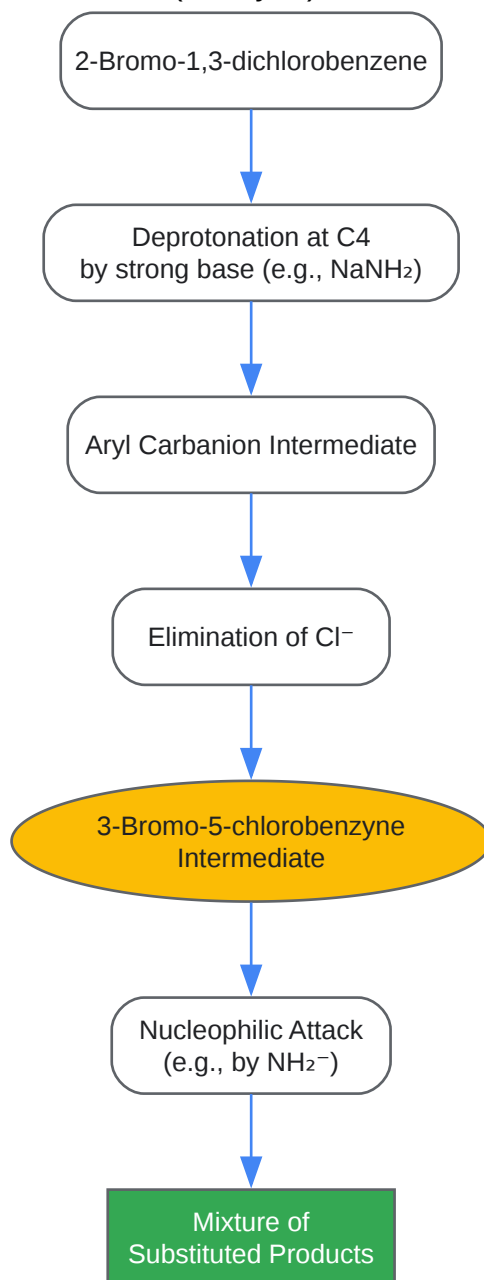 2-Bromo-1,3-dichlorobenzene
Deprotonation at C4
by strong base (e.g., NaNH₂)
Aryl Carbanion Intermediate
Elimination of Cl⁻
3-Bromo-5-chlorobenzyne
Intermediate
Nucleophilic Attack
(e.g., by NH₂⁻)
Mixture of
Substituted Products